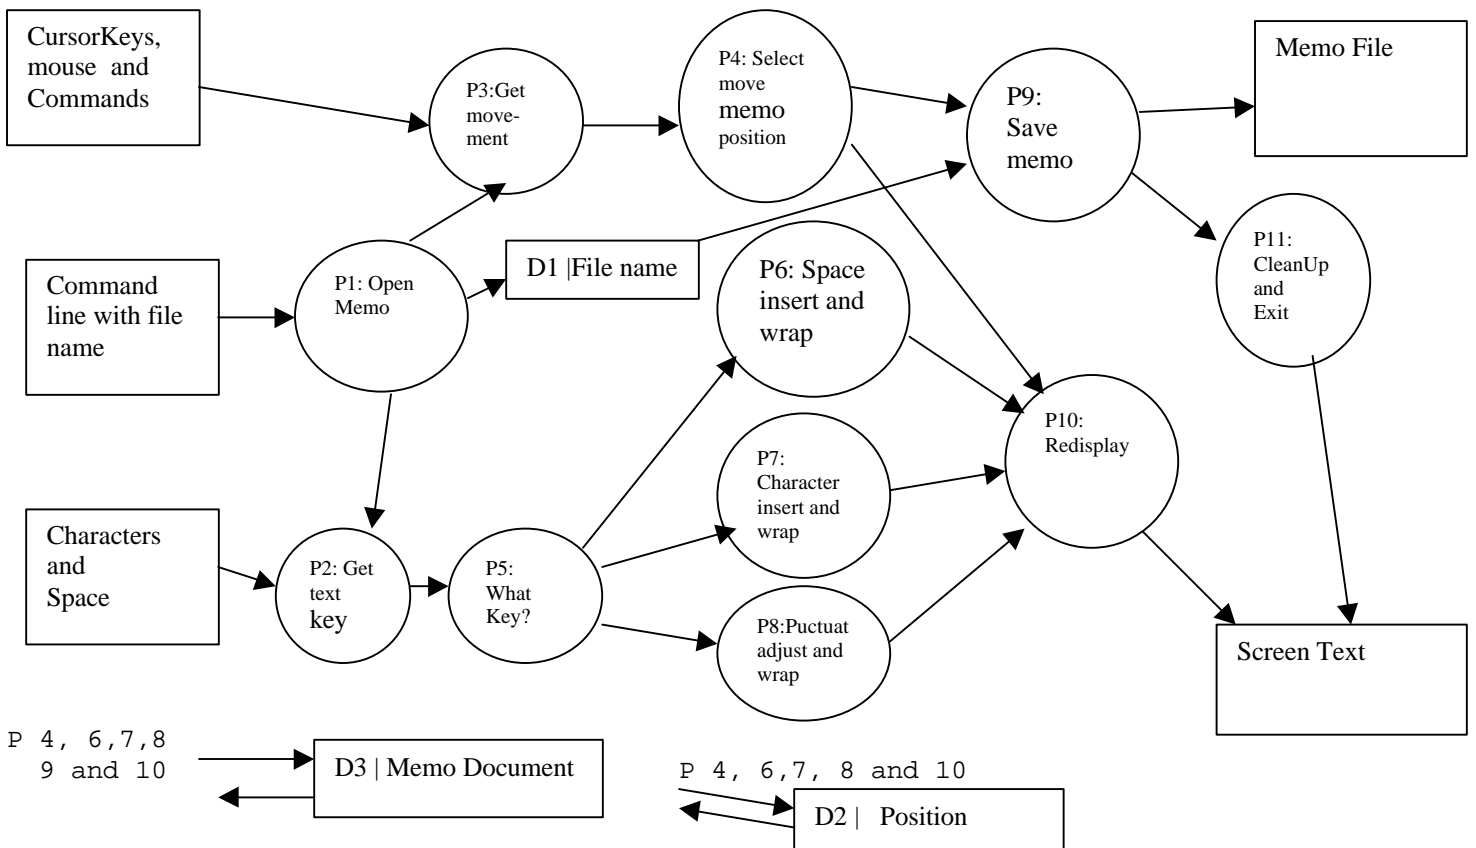 CursorKeys,
mouse and
Commands
P3:Get
move-
ment
P4: Select
move
memo
position
P9:
Save
memo
Memo File
Command
line with file
name
P1: Open
Memo
D1 |File name
P6: Space
insert and
wrap
P11:
CleanUp
and
Exit
P10:
Redisplay
Characters
and
Space
P2: Get
text
key
P5:
What
Key?
P7:
Character
insert and
wrap
P8:Puctuat
adjust and
wrap
Screen Text
P 4, 6,7,8
9 and 10
D3 | Memo Document
P 4, 6,7, 8 and 10
D2 | Position